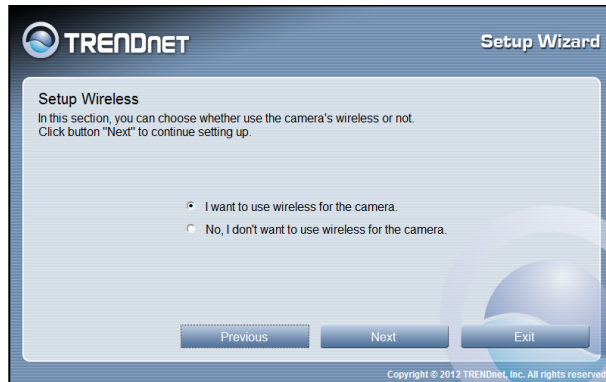 TRENDNET
Setup Wizard
Setup Wireless
In this section, you can choose whether use the camera's wireless or not.
Click button "Next" to continue setting up.
I want to use wireless for the camera.
No, I don't want to use wireless for the camera.
Previous
Next
Exit
Copyright © 2012 TRENDnet, Inc. All rights reserved